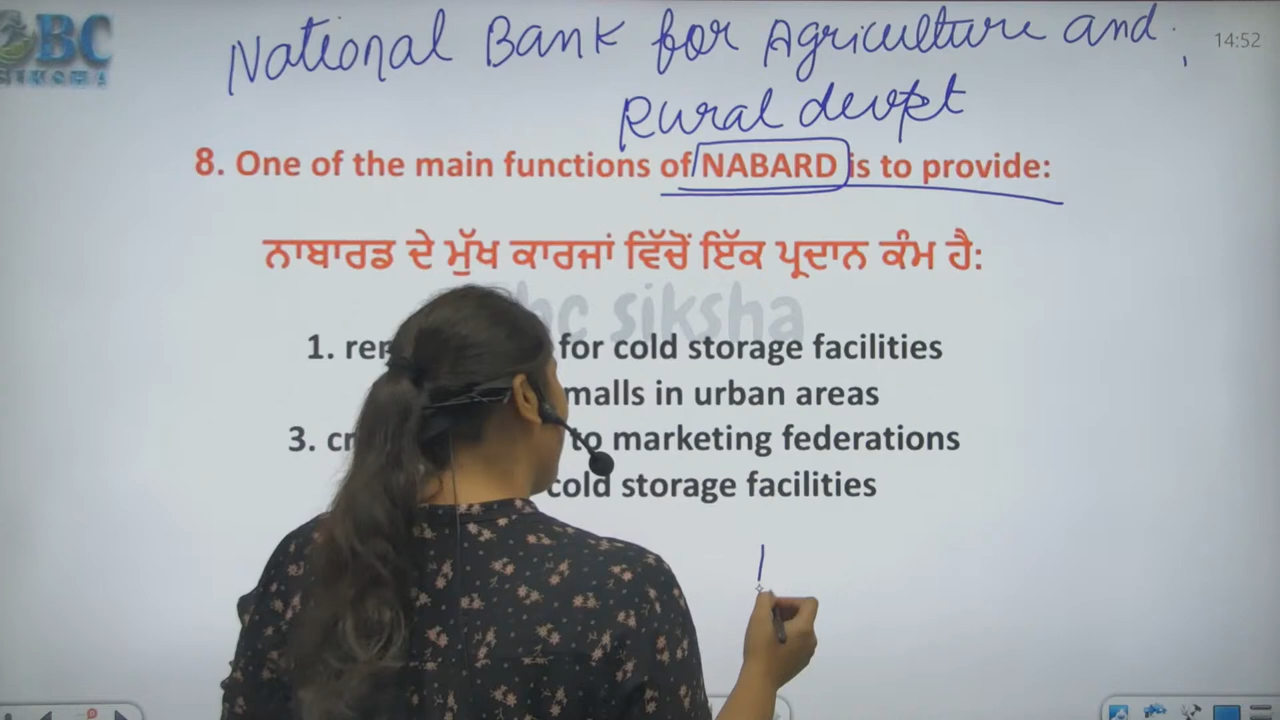 BC
SIKSHA
14:52
National Bank for Agriculture and
Rural devpt
8. One of the main functions of NABARD is to provide:
ਨਾਬਾਰਡ ਦੇ ਮੁੱਖ ਕਾਰਜਾਂ ਵਿੱਚੋਂ ਇੱਕ ਪ੍ਰਦਾਨ ਕੰਮ ਹੈ:
siksha
1. for cold storage facilities
malls in urban areas
3. to marketing federations
cold storage facilities